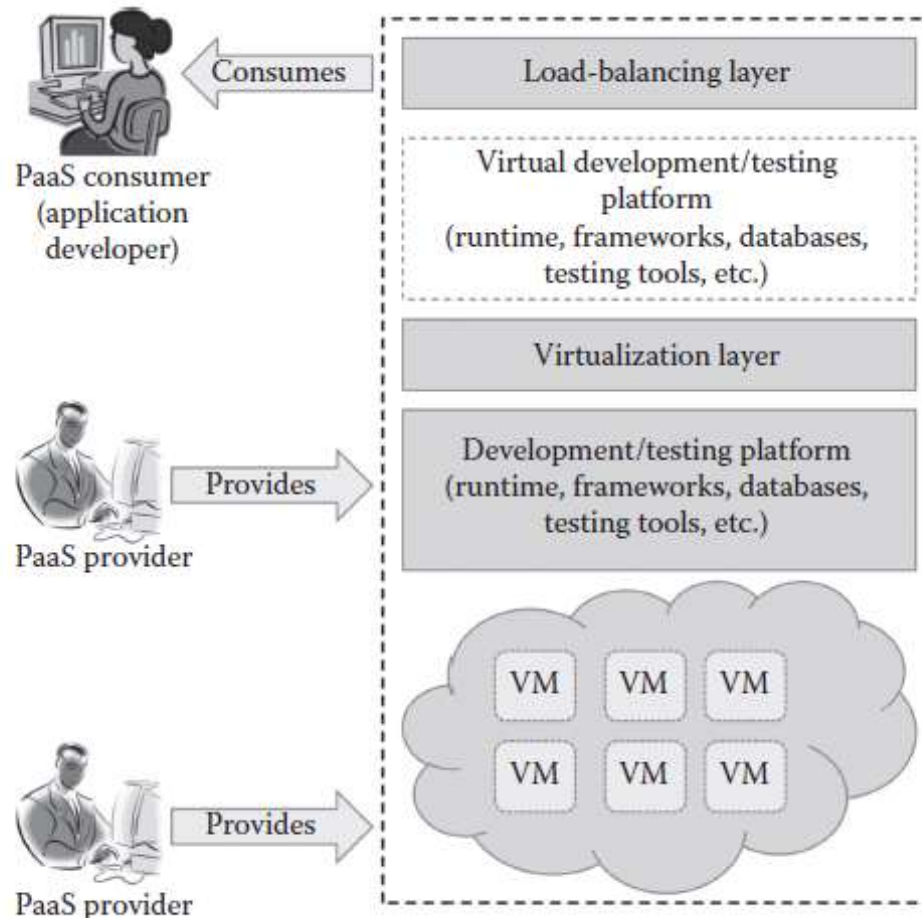 Consumes
Load-balancing layer
PaaS consumer
(application
developer)
Virtual development/testing
platform
(runtime, frameworks, databases,
testing tools, etc.)
Virtualization layer
Provides
PaaS provider
Development/testing platform
(runtime, frameworks, databases,
testing tools, etc.)
VM VM VM
VM VM VM
Provides
PaaS provider